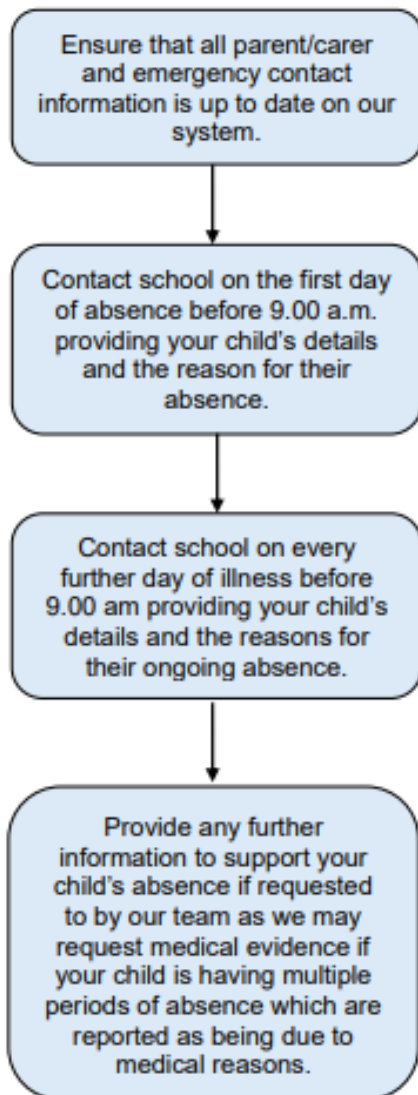 Ensure that all parent/carer
and emergency contact
information is up to date on our
system.
Contact school on the first day
of absence before 9.00 a.m.
providing your child's details
and the reason for their
absence.
Contact school on every
further day of illness before
9.00 am providing your child's
details and the reasons for
their ongoing absence.
Provide any further
information to support your
child's absence if requested
to by our team as we may
request medical evidence if
your child is having multiple
periods of absence which are
reported as being due to
medical reasons.